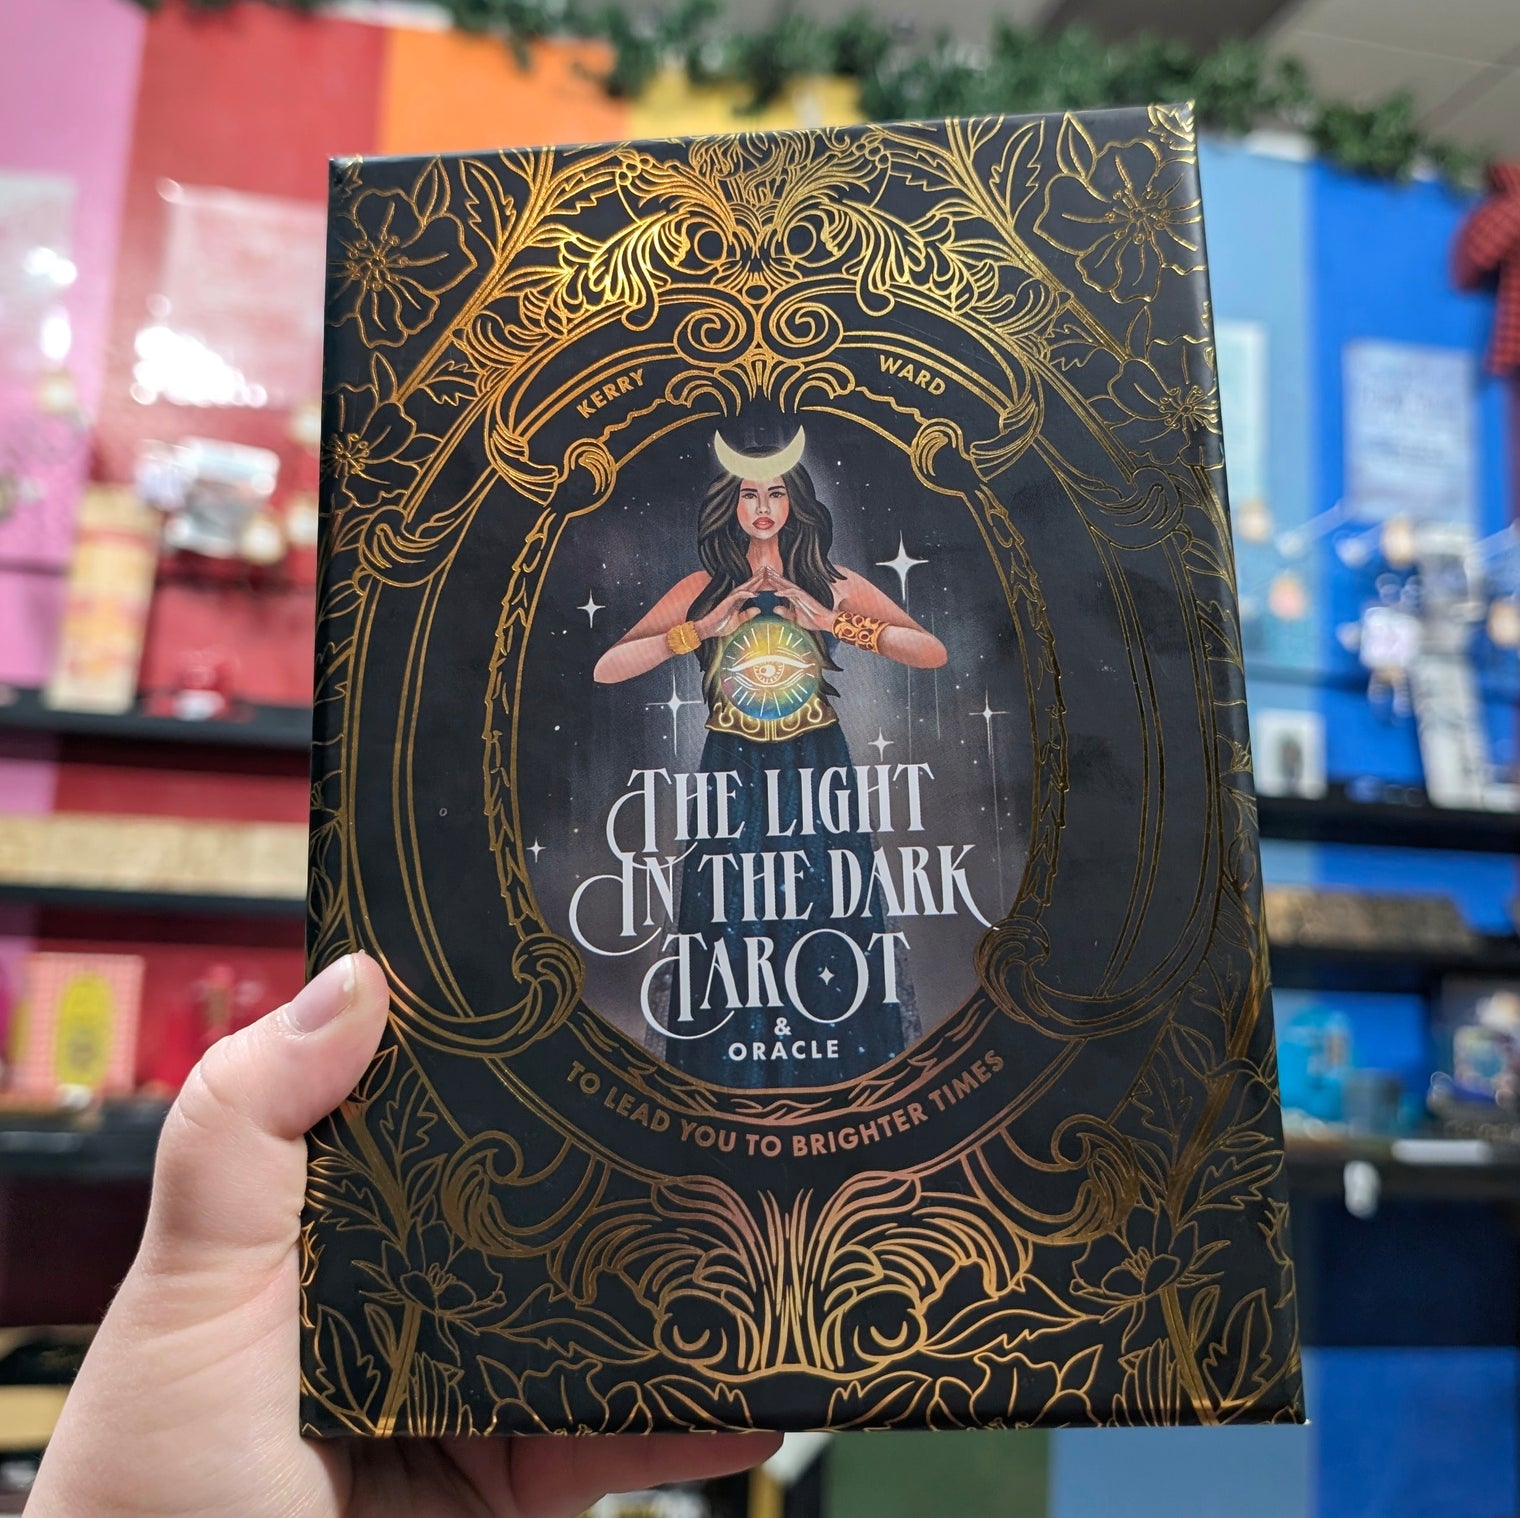 KERRY WARD
THE LIGHT
IN THE DARK
TAROT
&
ORACLE
TO LEAD YOU TO BRIGHTER TIMES